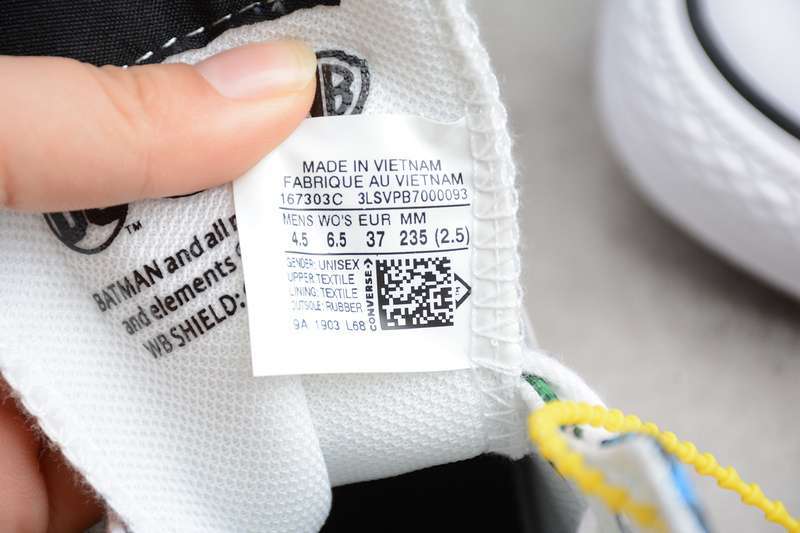 B
MADE IN VIETNAM
FABRIQUE AU VIETNAM
167303C 3LSVPB7000093
MENS WO'S EUR MM
4.5 6.5 37 235 (2.5)
GENDER: UNISEX
UPPER: TEXTILE
LINING: TEXTILE
OUTSOLE: RUBBER
9A 1903 L68
CONVERSE
TM
BATMAN and all
and elements
WB SHIELD: